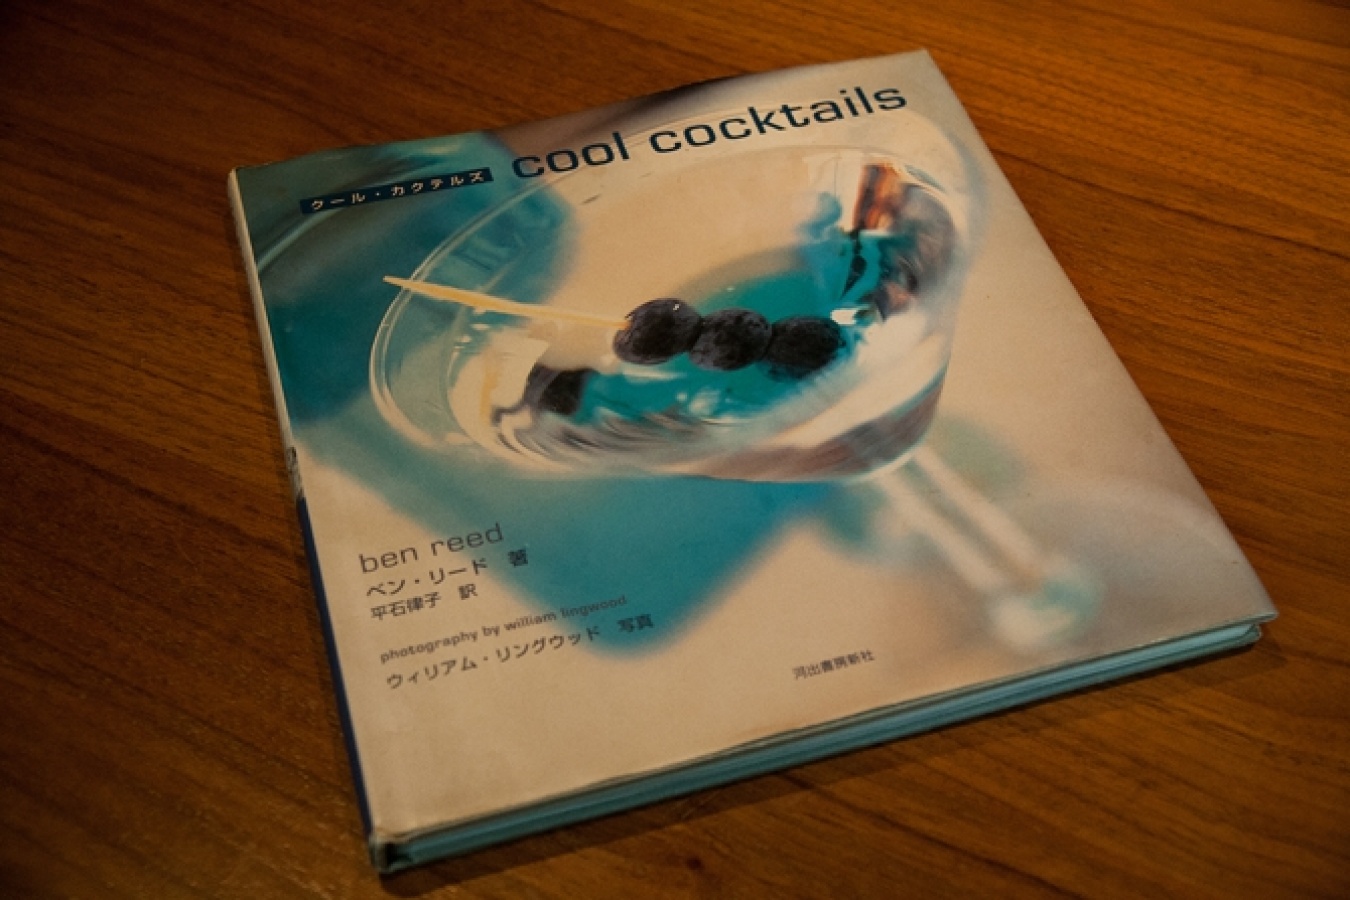 cool cocktails
クール・カクテルズ
ben reed
ベン・リード 著
平石律子 訳
photography by william lingwood
ウィリアム・リングウッド 写真
河出書房新社